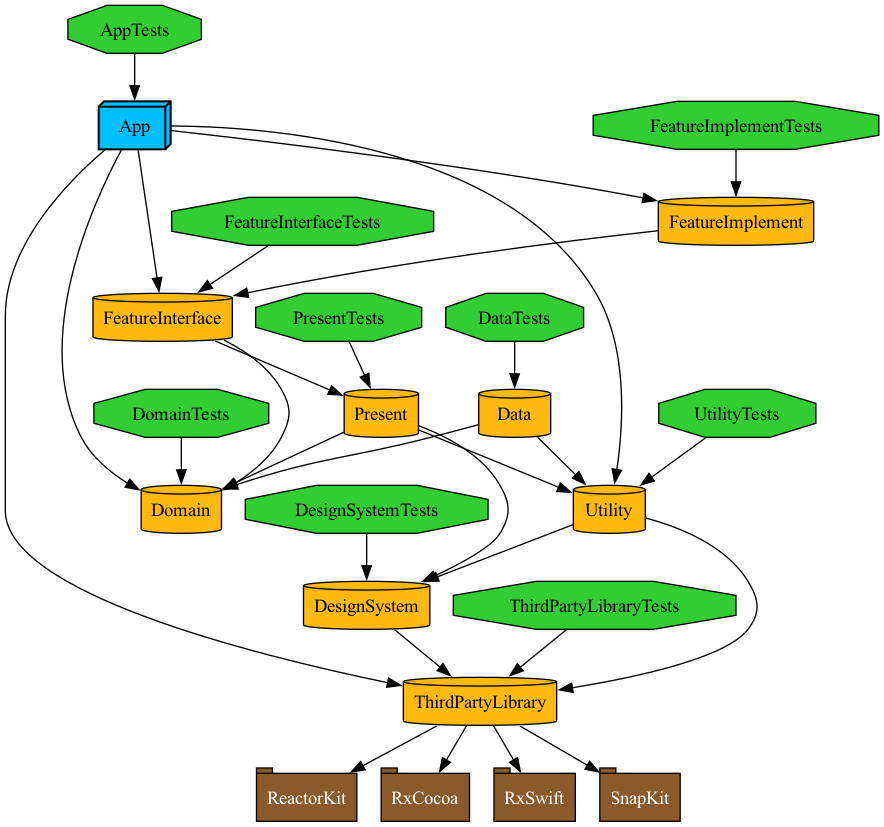 AppTests
App
FeatureImplementTests
FeatureInterfaceTests
FeatureImplement
FeatureInterface
PresentTests
DataTests
DomainTests
Present
Data
UtilityTests
Domain
DesignSystemTests
Utility
DesignSystem
ThirdPartyLibraryTests
ThirdPartyLibrary
ReactorKit
RxCocoa
RxSwift
SnapKit